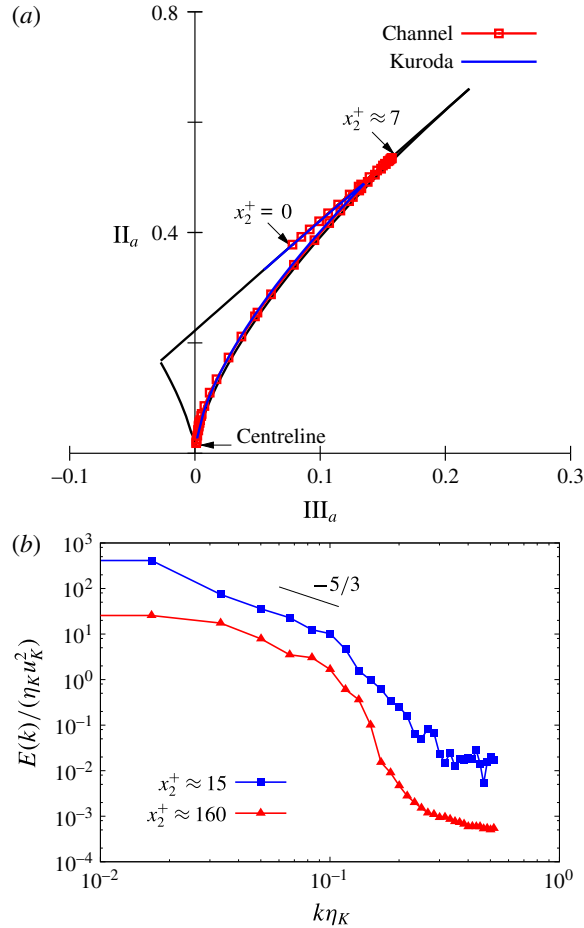 (a)
0.8
Channel
Kuroda
x₂⁺ ≈ 7
x₂⁺ = 0
II_a
0.4
Centreline
−0.1
0
0.1
0.2
0.3
III_a
(b)
10³
10²
10¹
10⁰
10⁻¹
10⁻²
10⁻³
10⁻⁴
E(k)/(η_K u_K²)
−5/3
x₂⁺ ≈ 15
x₂⁺ ≈ 160
10⁻²
10⁻¹
10⁰
kη_K